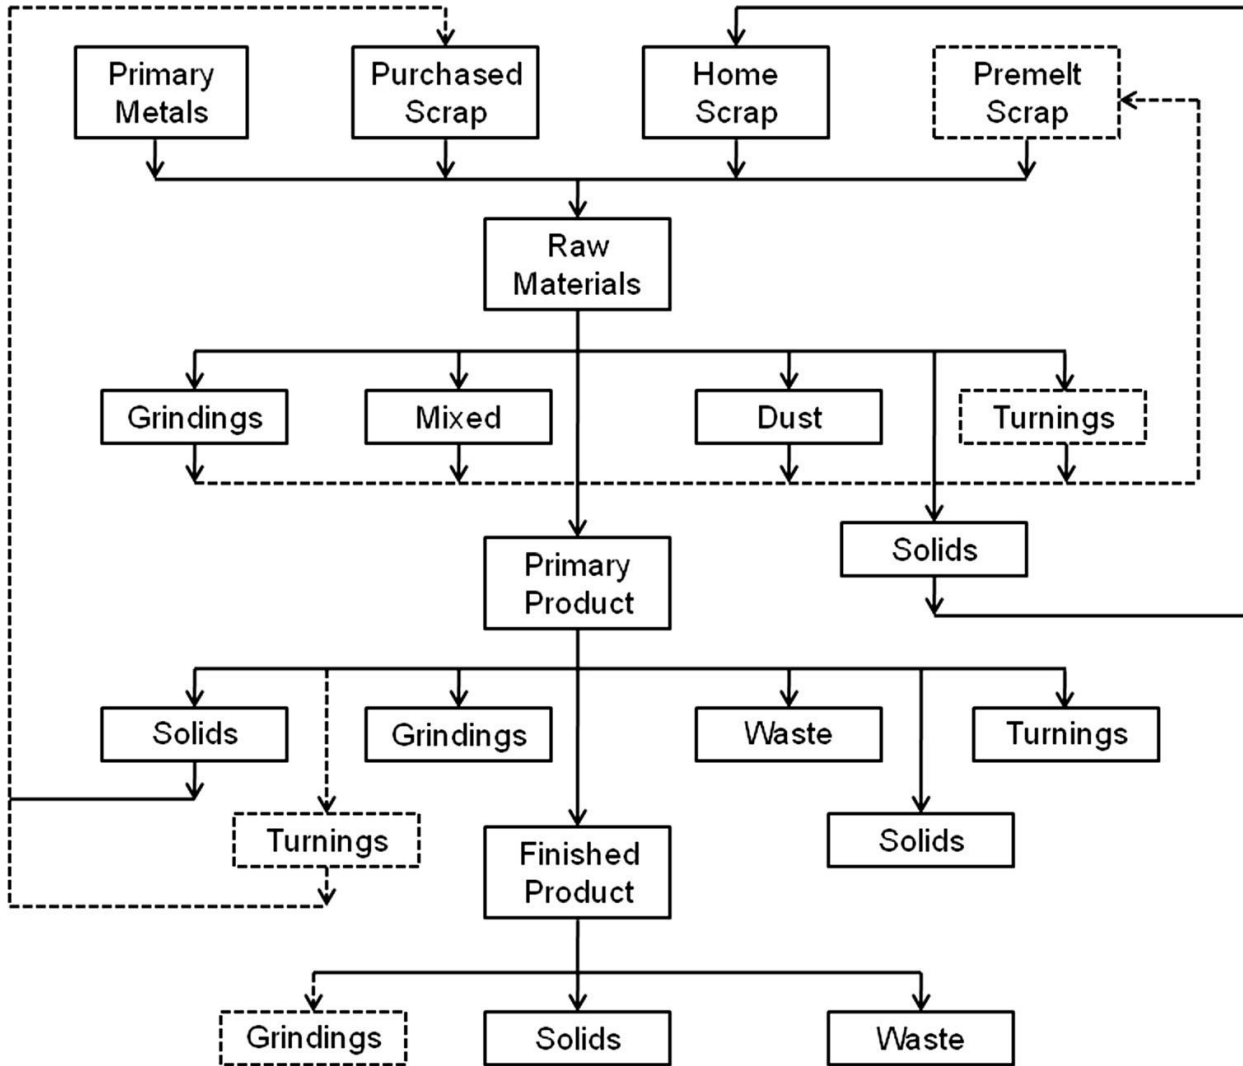 Primary
Metals
Purchased
Scrap
Home
Scrap
Premelt
Scrap
Raw
Materials
Grindings
Mixed
Dust
Turnings
Solids
Primary
Product
Solids
Grindings
Waste
Turnings
Turnings
Finished
Product
Solids
Grindings
Solids
Waste